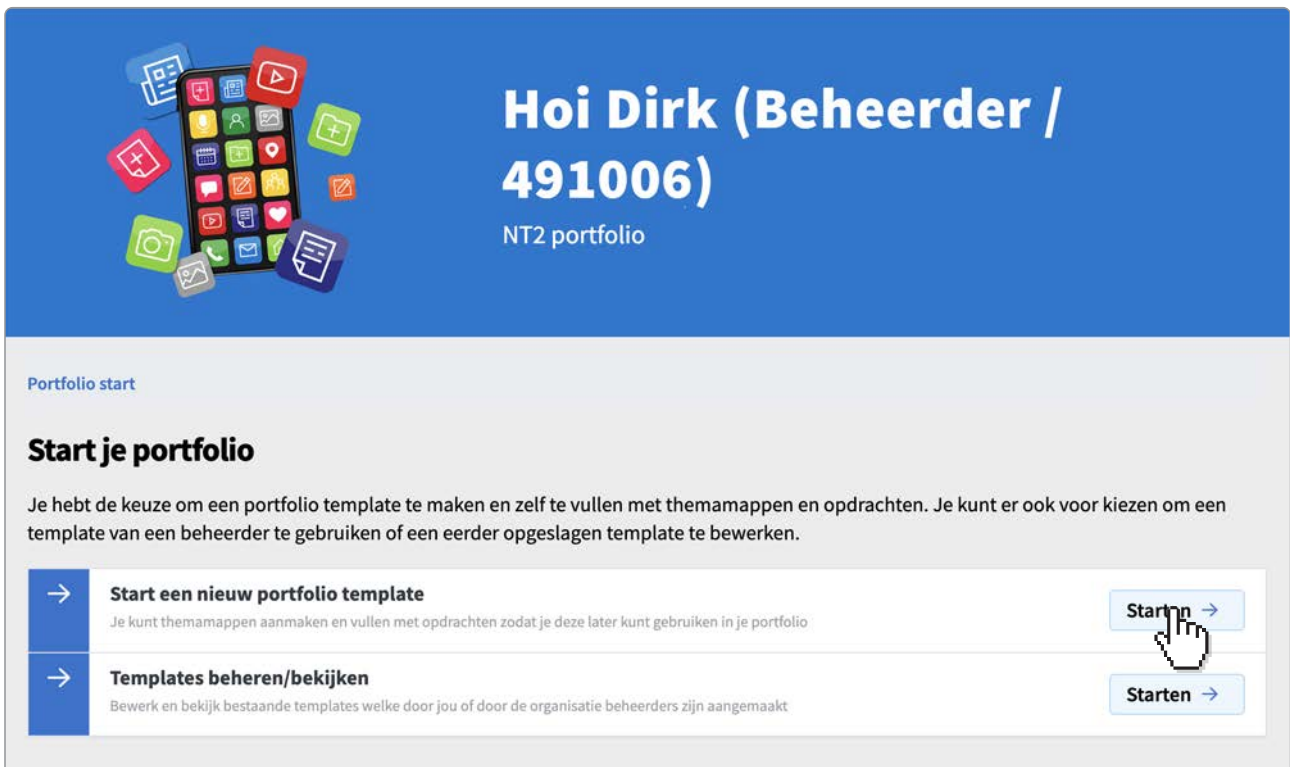 Hoi Dirk (Beheerder /
491006)
NT2 portfolio
Portfolio start
Start je portfolio
Je hebt de keuze om een portfolio template te maken en zelf te vullen met themamappen en opdrachten. Je kunt er ook voor kiezen om een
template van een beheerder te gebruiken of een eerder opgeslagen template te bewerken.
Start een nieuw portfolio template
Je kunt themamappen aanmaken en vullen met opdrachten zodat je deze later kunt gebruiken in je portfolio
Starten
Templates beheren/bekijken
Bewerk en bekijk bestaande templates welke door jou of door de organisatie beheerders zijn aangemaakt
Starten